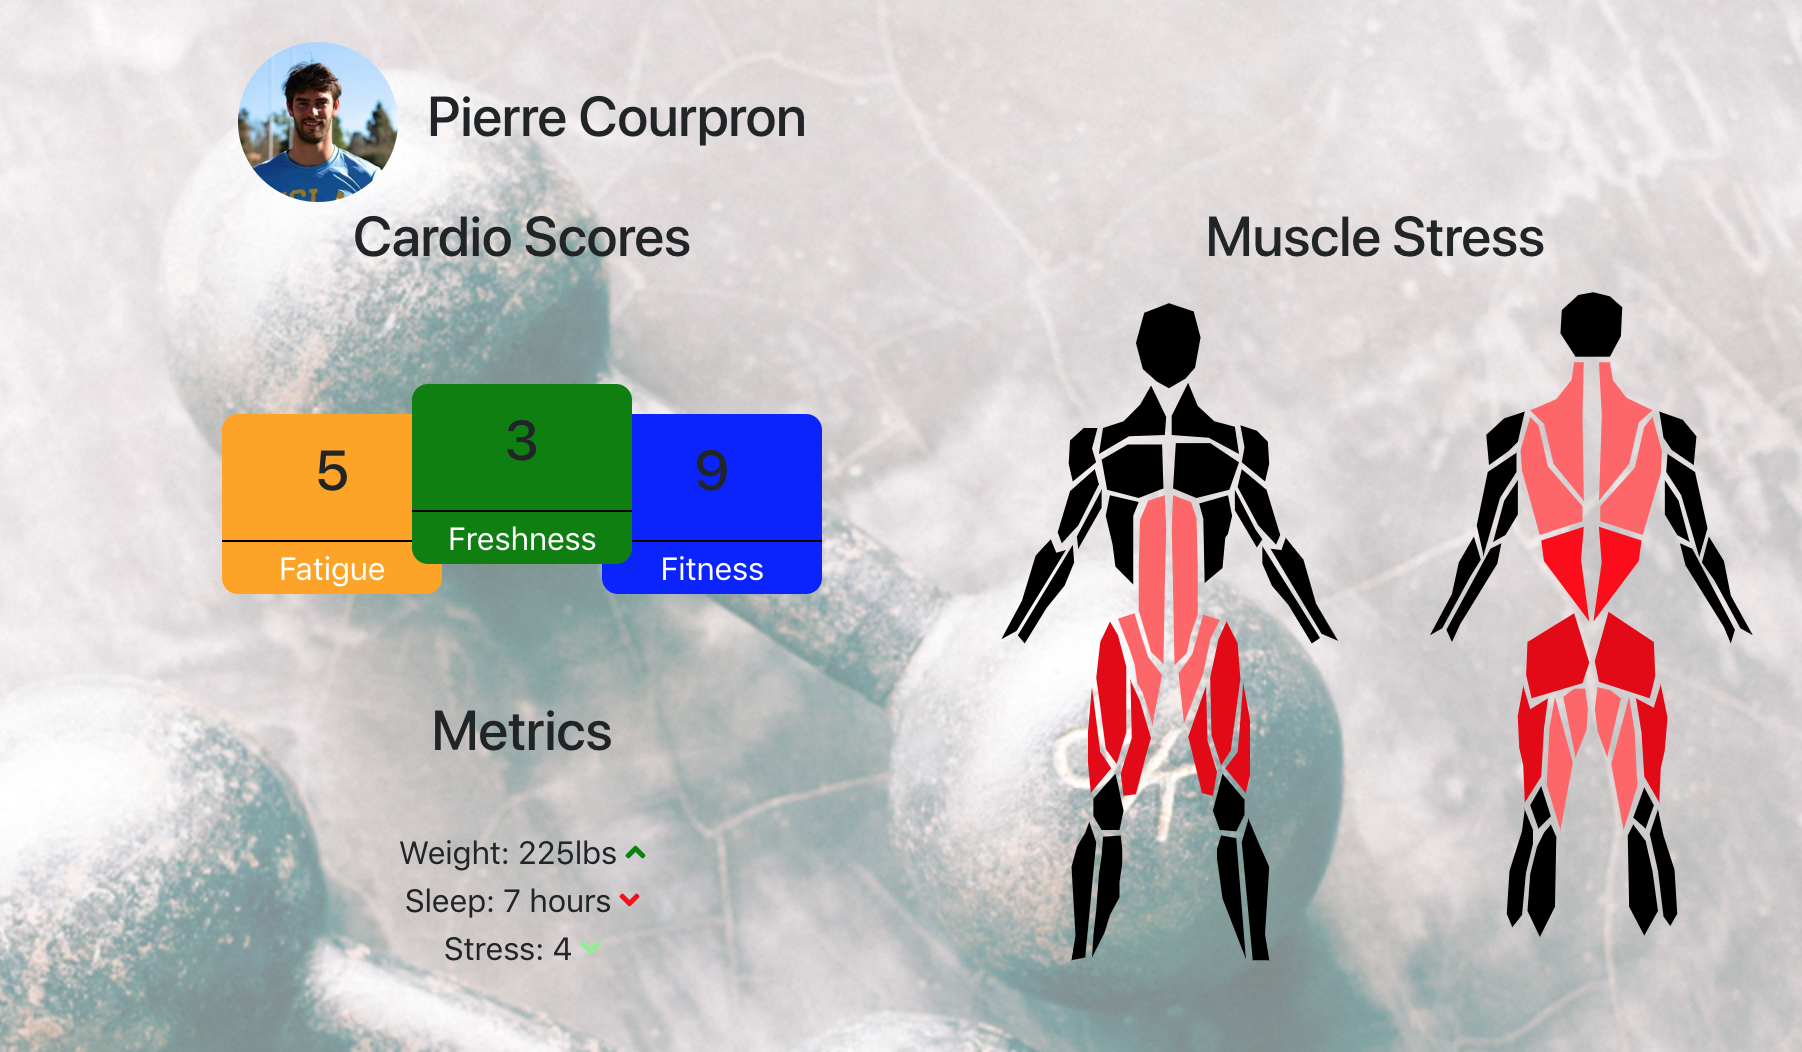 Pierre Courpron
Cardio Scores
5
Fatigue
3
Freshness
9
Fitness
Metrics
Weight: 225lbs
Sleep: 7 hours
Stress: 4
Muscle Stress